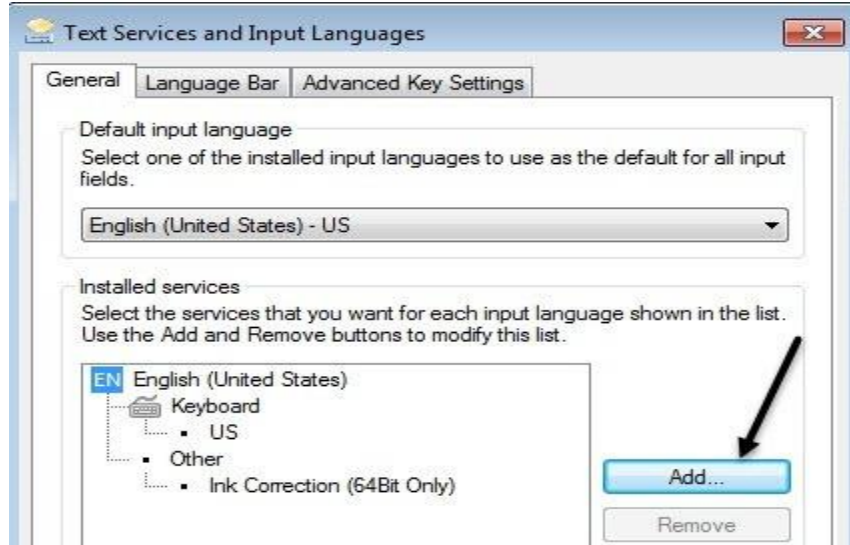 Text Services and Input Languages
General Language Bar Advanced Key Settings
Default input language
Select one of the installed input languages to use as the default for all input
fields.
English (United States) - US
Installed services
Select the services that you want for each input language shown in the list.
Use the Add and Remove buttons to modify this list.
EN English (United States)
Keyboard
US
Other
Ink Correction (64Bit Only)
Add...
Remove